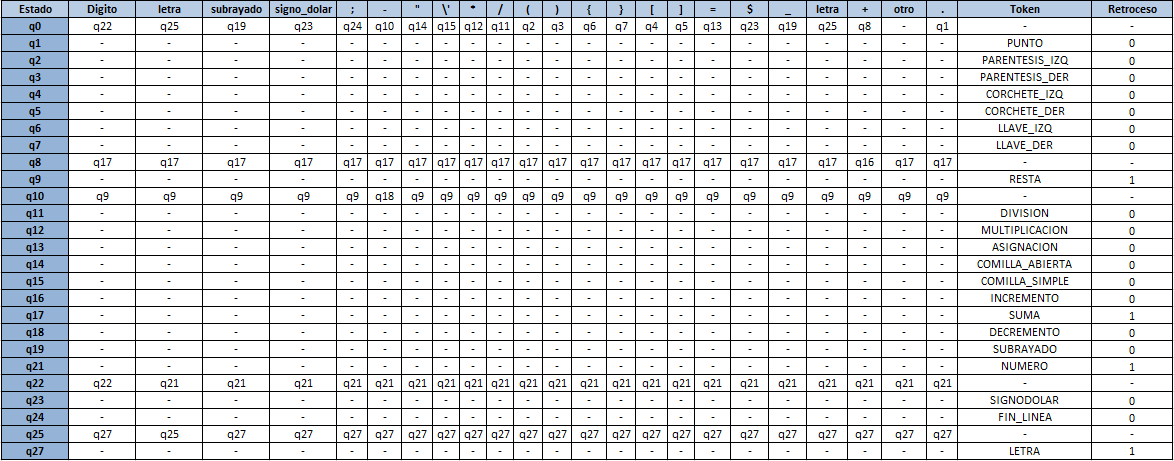 Estado Digito letra subrayado signo_dolar ; - " \' * / ( ) { } [ ] = $ _ letra + otro . Token Retroceso
q0 q22 q25 q19 q23 q24 q10 q14 q15 q12 q11 q2 q3 q6 q7 q4 q5 q13 q23 q19 q25 q8 - q1 - -
q1 - - - - - - - - - - - - - - - - - - - - - - - PUNTO 0
q2 - - - - - - - - - - - - - - - - - - - - - - - PARENTESIS_IZQ 0
q3 - - - - - - - - - - - - - - - - - - - - - - - PARENTESIS_DER 0
q4 - - - - - - - - - - - - - - - - - - - - - - - CORCHETE_IZQ 0
q5 - - - - - - - - - - - - - - - - - - - - - - - CORCHETE_DER 0
q6 - - - - - - - - - - - - - - - - - - - - - - - LLAVE_IZQ 0
q7 - - - - - - - - - - - - - - - - - - - - - - - LLAVE_DER 0
q8 q17 q17 q17 q17 q17 q17 q17 q17 q17 q17 q17 q17 q17 q17 q17 q17 q17 q17 q17 q17 q16 q17 q17 - -
q9 - - - - - - - - - - - - - - - - - - - - - - - RESTA 1
q10 q9 q9 q9 q9 q9 q18 q9 q9 q9 q9 q9 q9 q9 q9 q9 q9 q9 q9 q9 q9 q9 q9 q9 - -
q11 - - - - - - - - - - - - - - - - - - - - - - - DIVISION 0
q12 - - - - - - - - - - - - - - - - - - - - - - - MULTIPLICACION 0
q13 - - - - - - - - - - - - - - - - - - - - - - - ASIGNACION 0
q14 - - - - - - - - - - - - - - - - - - - - - - - COMILLA_ABIERTA 0
q15 - - - - - - - - - - - - - - - - - - - - - - - COMILLA_SIMPLE 0
q16 - - - - - - - - - - - - - - - - - - - - - - - INCREMENTO 0
q17 - - - - - - - - - - - - - - - - - - - - - - - SUMA 1
q18 - - - - - - - - - - - - - - - - - - - - - - - DECREMENTO 0
q19 - - - - - - - - - - - - - - - - - - - - - - - SUBRAYADO 0
q21 - - - - - - - - - - - - - - - - - - - - - - - NUMERO 1
q22 q22 q21 q21 q21 q21 q21 q21 q21 q21 q21 q21 q21 q21 q21 q21 q21 q21 q21 q21 q21 q21 q21 q21 - -
q23 - - - - - - - - - - - - - - - - - - - - - - - SIGNODOLAR 0
q24 - - - - - - - - - - - - - - - - - - - - - - - FIN_LINEA 0
q25 q27 q25 q27 q27 q27 q27 q27 q27 q27 q27 q27 q27 q27 q27 q27 q27 q27 q27 q27 q27 q27 q27 q27 - -
q27 - - - - - - - - - - - - - - - - - - - - - - - LETRA 1